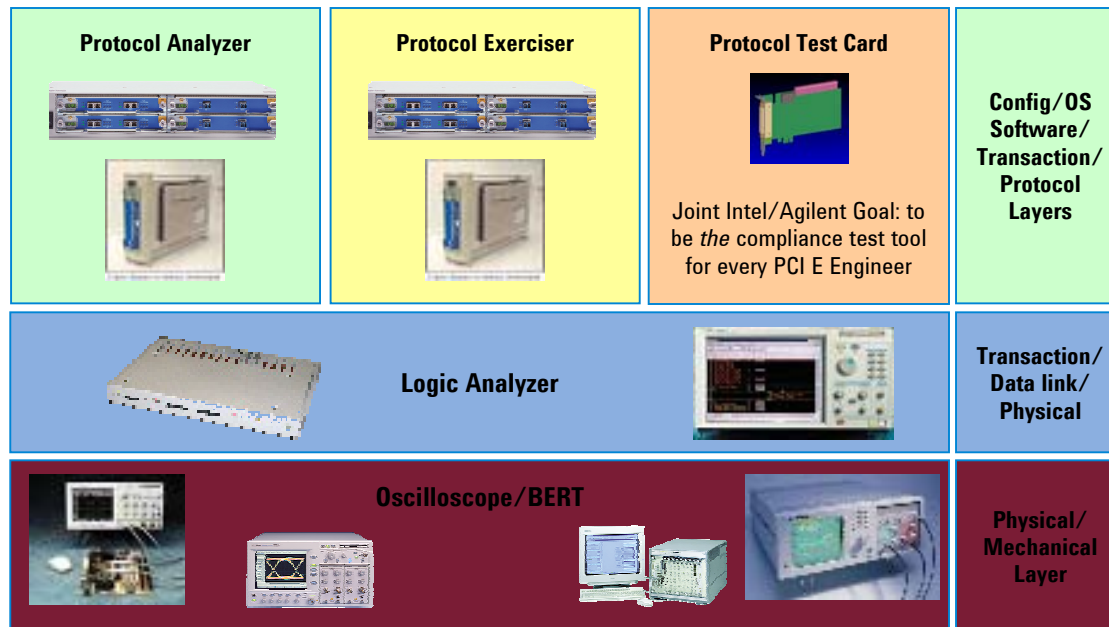 Protocol Analyzer
Protocol Exerciser
Protocol Test Card
Joint Intel/Agilent Goal: to
be the compliance test tool
for every PCI E Engineer
Config/OS
Software/
Transaction/
Protocol
Layers
Logic Analyzer
Transaction/
Data link/
Physical
Oscilloscope/BERT
Physical/
Mechanical
Layer